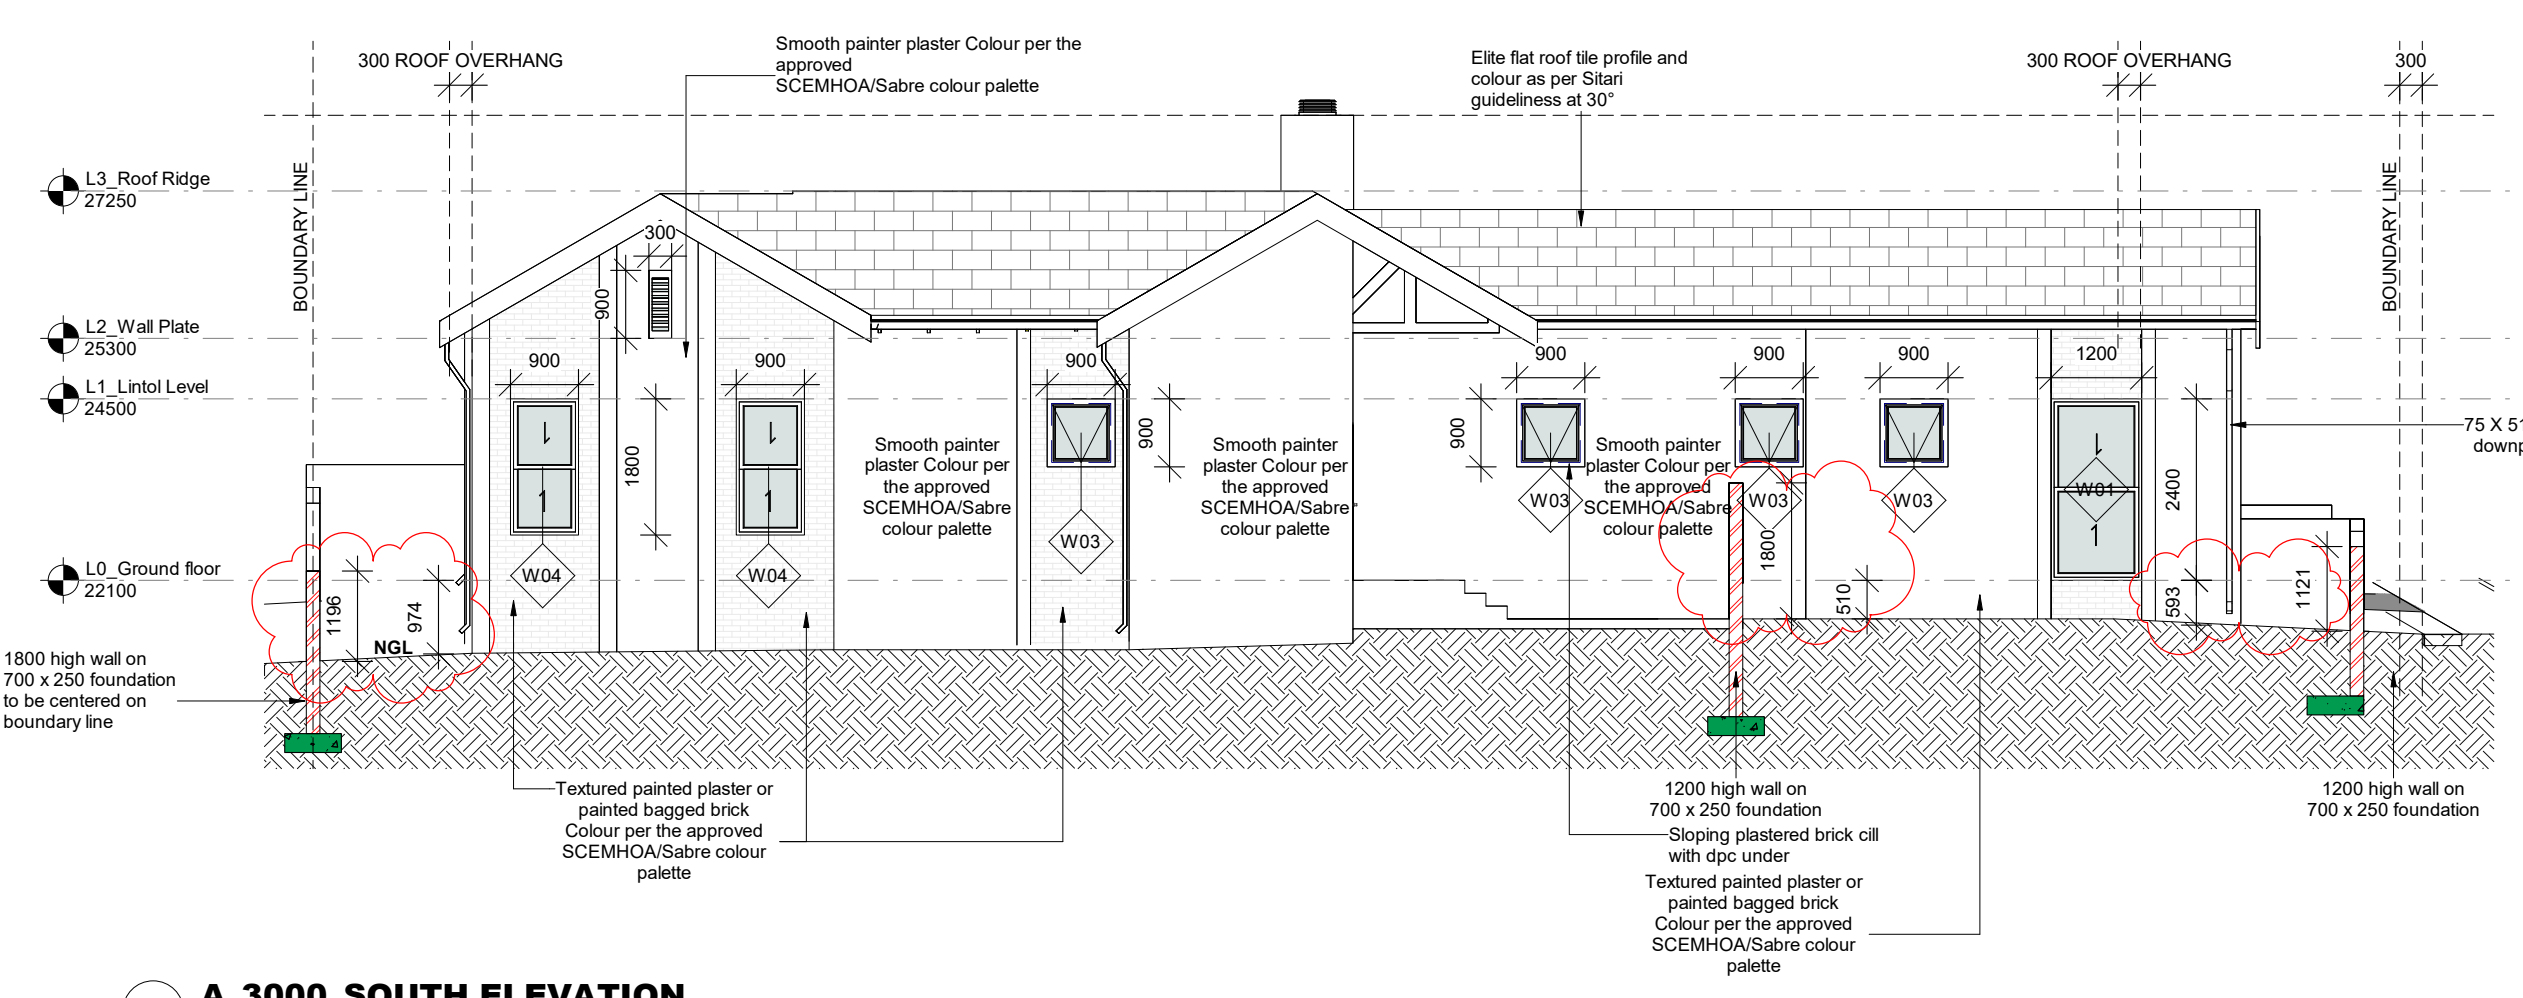 300 ROOF OVERHANG
Smooth painter plaster Colour per the
approved
SCEMHOA/Sabre colour palette
Elite flat roof tile profile and
colour as per Sitari
guideliness at 30°
300 ROOF OVERHANG
300
BOUNDARY LINE
BOUNDARY LINE
L3_Roof Ridge
27250
300
900
L2_Wall Plate
25300
900
900
900
900
900
900
1200
L1_Lintol Level
24500
1800
900
900
2400
Smooth painter
plaster Colour per
the approved
SCEMHOA/Sabre
colour palette
Smooth painter
plaster Colour per
the approved
SCEMHOA/Sabre
colour palette
Smooth painter
plaster Colour per
the approved
SCEMHOA/Sabre
colour palette
75 X 51
downp
W03
W03
W03
W01
W03
W04
W04
L0_Ground floor
22100
1196
974
NGL
1800
510
593
1121
1800 high wall on
700 x 250 foundation
to be centered on
boundary line
Textured painted plaster or
painted bagged brick
Colour per the approved
SCEMHOA/Sabre colour
palette
1200 high wall on
700 x 250 foundation
Sloping plastered brick cill
with dpc under
Textured painted plaster or
painted bagged brick
Colour per the approved
SCEMHOA/Sabre colour
palette
1200 high wall on
700 x 250 foundation
A_3000_SOUTH ELEVATION